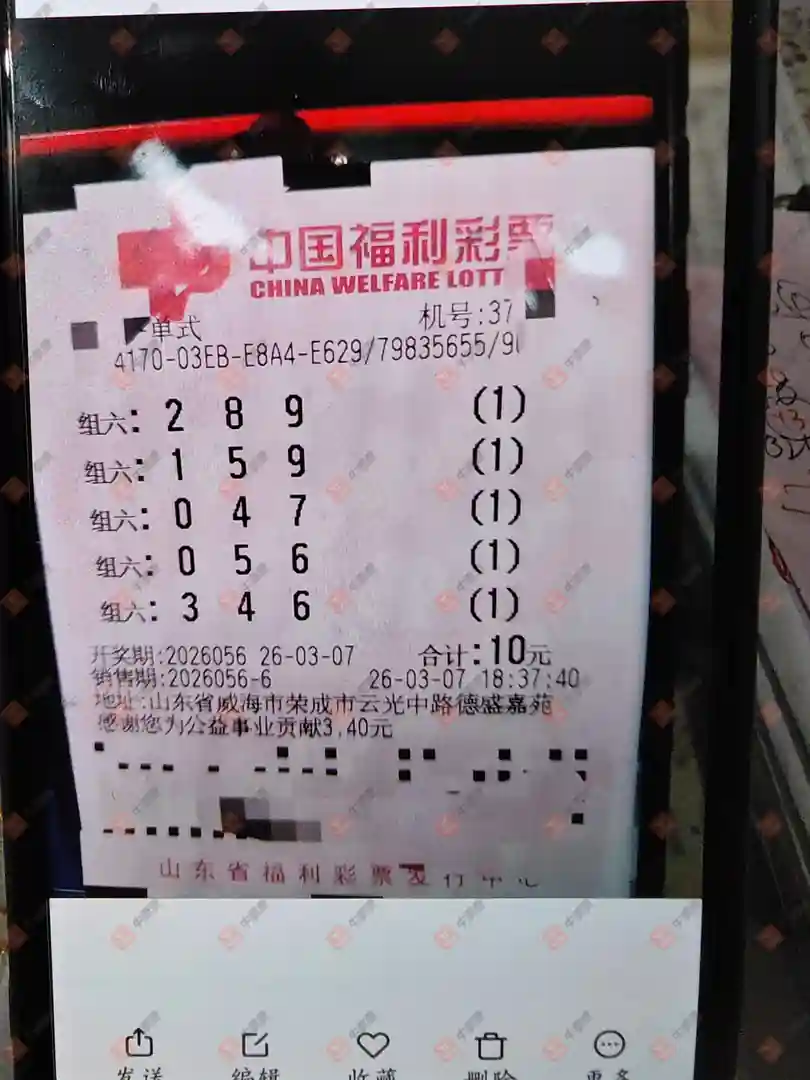 中国福利彩票
CHINA WELFARE LOTT
单式 机号:37
4170-03EB-E8A4-E629/79835655/9
组六: 2 8 9 (1)
组六: 1 5 9 (1)
组六: 0 4 7 (1)
组六: 0 5 6 (1)
组六: 3 4 6 (1)
开奖期:2026056 26-03-07 合计:10元
销售期:2026056-6 26-03-07 18:37:40
地址:山东省威海市荣成市云光中路德盛嘉苑
感谢您为公益事业贡献3.40元
山东省福利彩票发行中心
发送 编辑 收藏 删除 更多